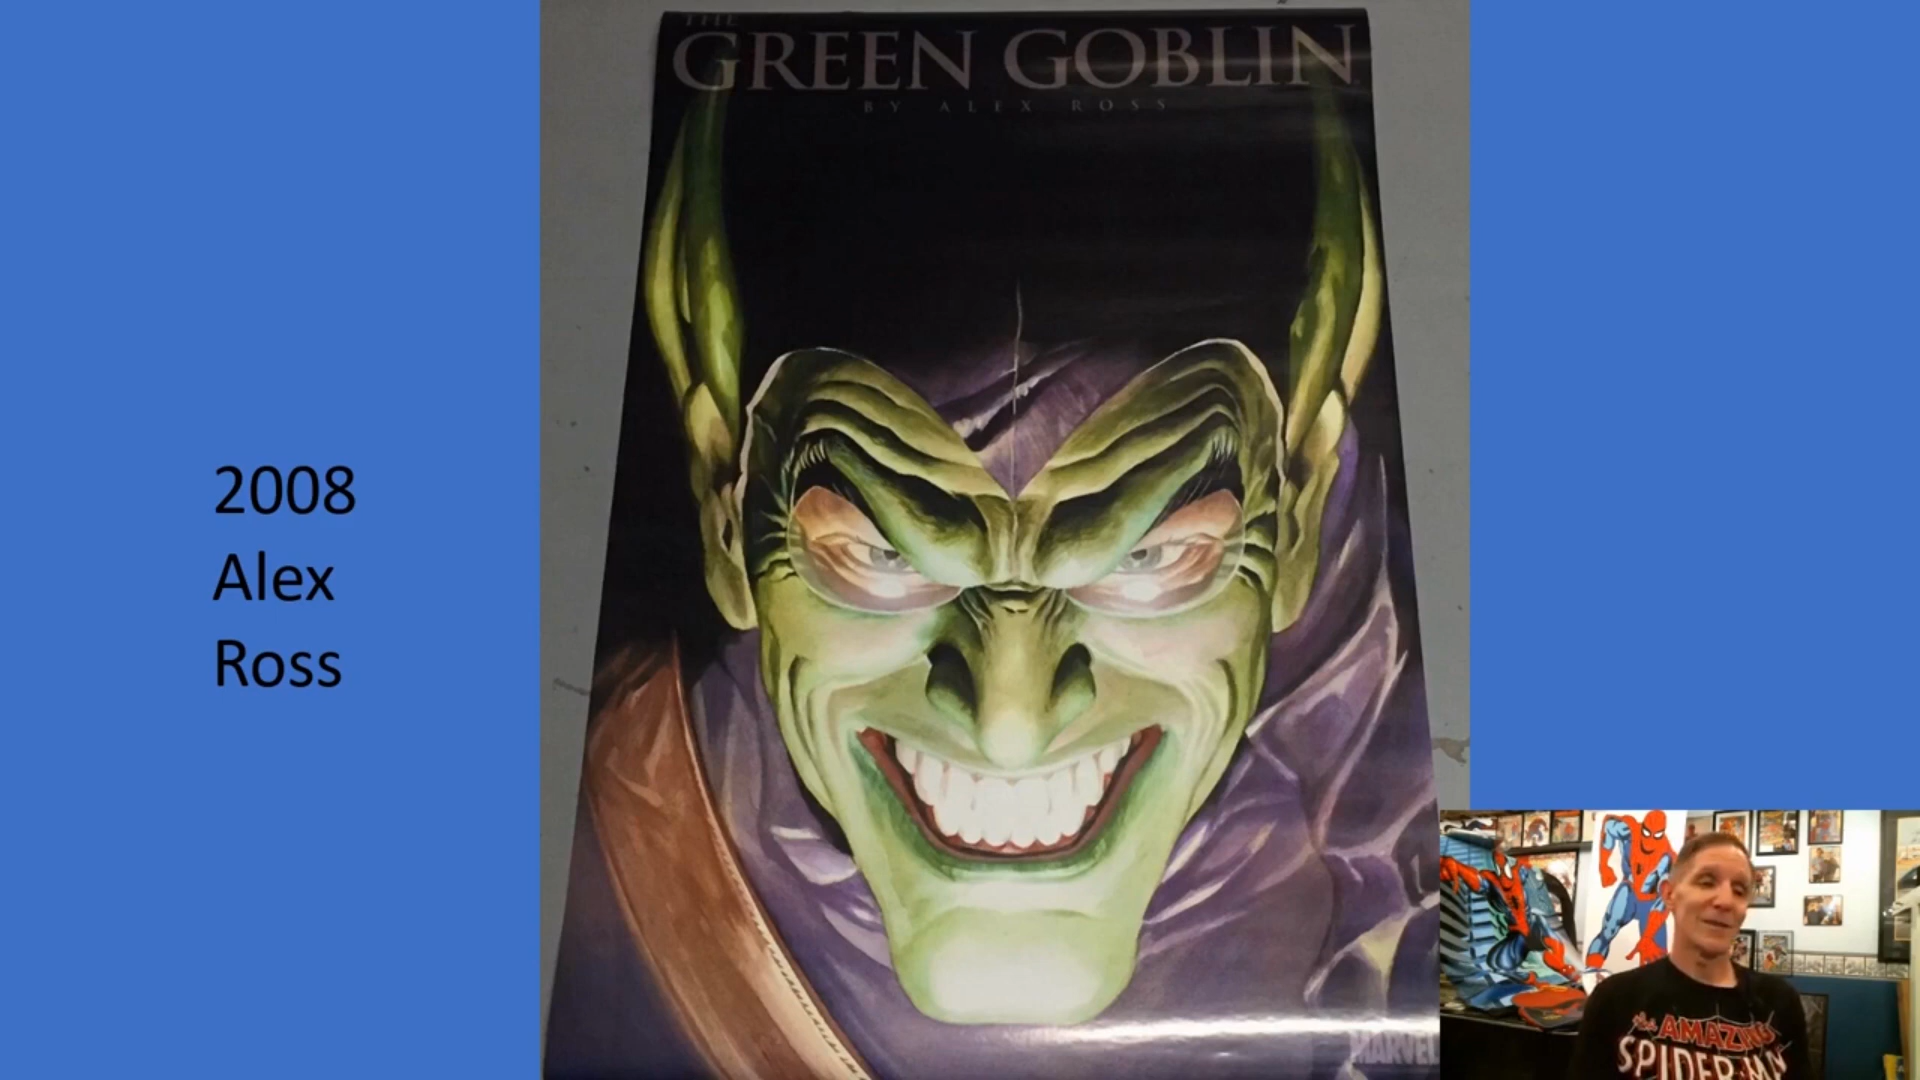 2008
Alex
Ross
THE
GREEN GOBLIN
BY ALEX ROSS
MARVEL
the AMAZING
SPIDER-MAN